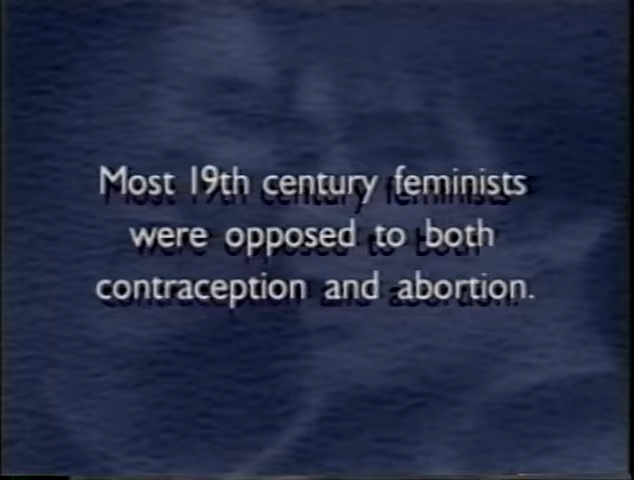 Most 19th century feminists
were opposed to both
contraception and abortion.